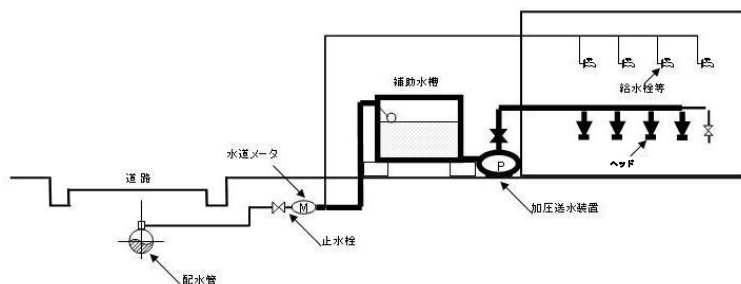 補助水槽
給水栓等
水道メータ
ヘッド
道路
P
加圧送水装置
M
止水栓
配水管